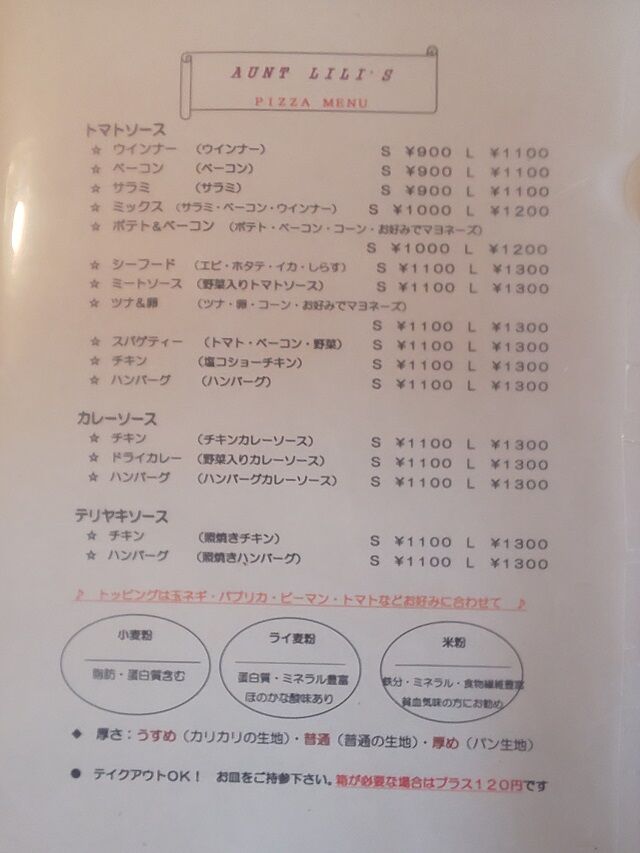 AUNT LILI'S
PIZZA MENU
トマトソース
☆ ウインナー （ウインナー） S ￥900 L ￥1100
☆ ベーコン （ベーコン） S ￥900 L ￥1100
☆ サラミ （サラミ） S ￥900 L ￥1100
☆ ミックス （サラミ・ベーコン・ウインナー） S ￥1000 L ￥1200
☆ ポテト＆ベーコン （ポテト・ベーコン・コーン・お好みでマヨネーズ）
S ￥1000 L ￥1200
☆ シーフード （エビ・ホタテ・イカ・しらす） S ￥1100 L ￥1300
☆ ミートソース （野菜入りトマトソース） S ￥1100 L ￥1300
☆ ツナ＆卵 （ツナ・卵・コーン・お好みでマヨネーズ）
S ￥1100 L ￥1300
☆ スパゲティー （トマト・ベーコン・野菜） S ￥1100 L ￥1300
☆ チキン （塩コショーチキン） S ￥1100 L ￥1300
☆ ハンバーグ （ハンバーグ） S ￥1100 L ￥1300
カレーソース
☆ チキン （チキンカレーソース） S ￥1100 L ￥1300
☆ ドライカレー （野菜入りカレーソース） S ￥1100 L ￥1300
☆ ハンバーグ （ハンバーグカレーソース） S ￥1100 L ￥1300
テリヤキソース
☆ チキン （照焼きチキン） S ￥1100 L ￥1300
☆ ハンバーグ （照焼きハンバーグ） S ￥1100 L ￥1300
♪ トッピングは玉ネギ・パプリカ・ピーマン・トマトなどお好みに合わせて ♪
小麦粉
脂肪・蛋白質含む
ライ麦粉
蛋白質・ミネラル豊富
ほのかな酸味あり
米粉
鉄分・ミネラル・食物繊維豊富
貧血気味の方にお勧め
◆ 厚さ：うすめ（カリカリの生地）・普通（普通の生地）・厚め（パン生地）
● テイクアウトOK！ お皿をご持参下さい。箱が必要な場合はプラス120円です